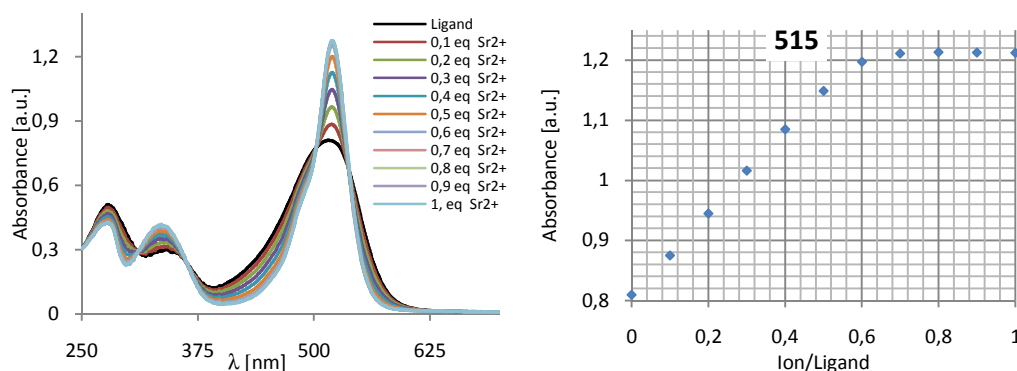 Absorbance [a.u.]
1,2
0,9
0,6
0,3
0
250
375
500
625
λ [nm]
Ligand
0,1 eq Sr2+
0,2 eq Sr2+
0,3 eq Sr2+
0,4 eq Sr2+
0,5 eq Sr2+
0,6 eq Sr2+
0,7 eq Sr2+
0,8 eq Sr2+
0,9 eq Sr2+
1, eq Sr2+
515
Absorbance [a.u.]
1,2
1,1
1
0,9
0,8
0
0,2
0,4
0,6
0,8
1
Ion/Ligand